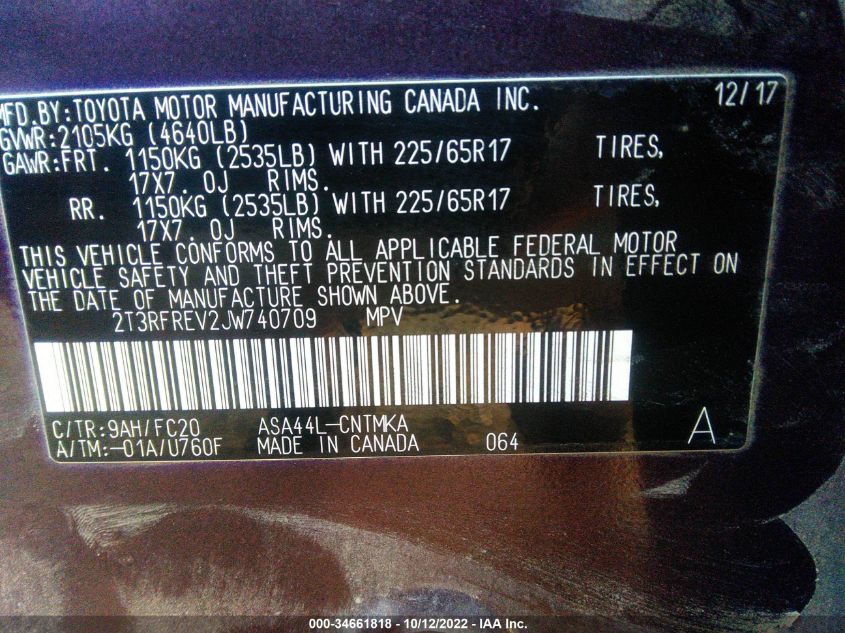 MFD.BY:TOYOTA MOTOR MANUFACTURING CANADA INC. 12/17
GVWR:2105KG (4640LB)
GAWR:FRT. 1150KG (2535LB) WITH 225/65R17 TIRES,
17X7.0J RIMS.
RR. 1150KG (2535LB) WITH 225/65R17 TIRES,
17X7.0J RIMS.
THIS VEHICLE CONFORMS TO ALL APPLICABLE FEDERAL MOTOR
VEHICLE SAFETY AND THEFT PREVENTION STANDARDS IN EFFECT ON
THE DATE OF MANUFACTURE SHOWN ABOVE.
2T3RFREV2JW740709 MPV
C/TR:9AH/FC20 ASA44L-CNTMKA
A/TM:-01A/U760F MADE IN CANADA 064 A
000-34661818 - 10/12/2022 - IAA Inc.